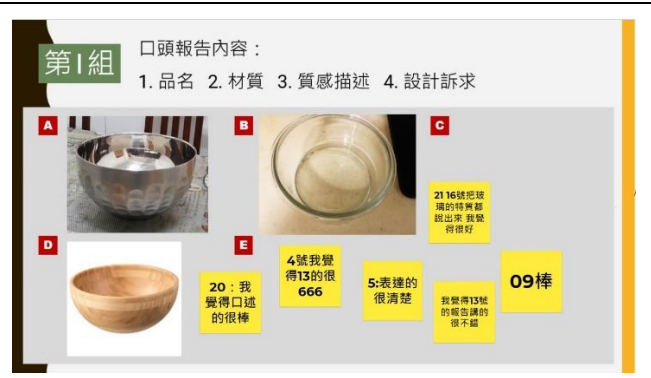 第1組
口頭報告內容：
1. 品名 2. 材質 3. 質感描述 4. 設計訴求
A
B
C
21 16號把玻
璃的特質都
說出來 我覺
得很好
D
E
20：我
覺得口述
的很棒
4號我覺
得13的很
666
5:表達的
很清楚
我覺得13號
的報告講的
很不錯
09棒